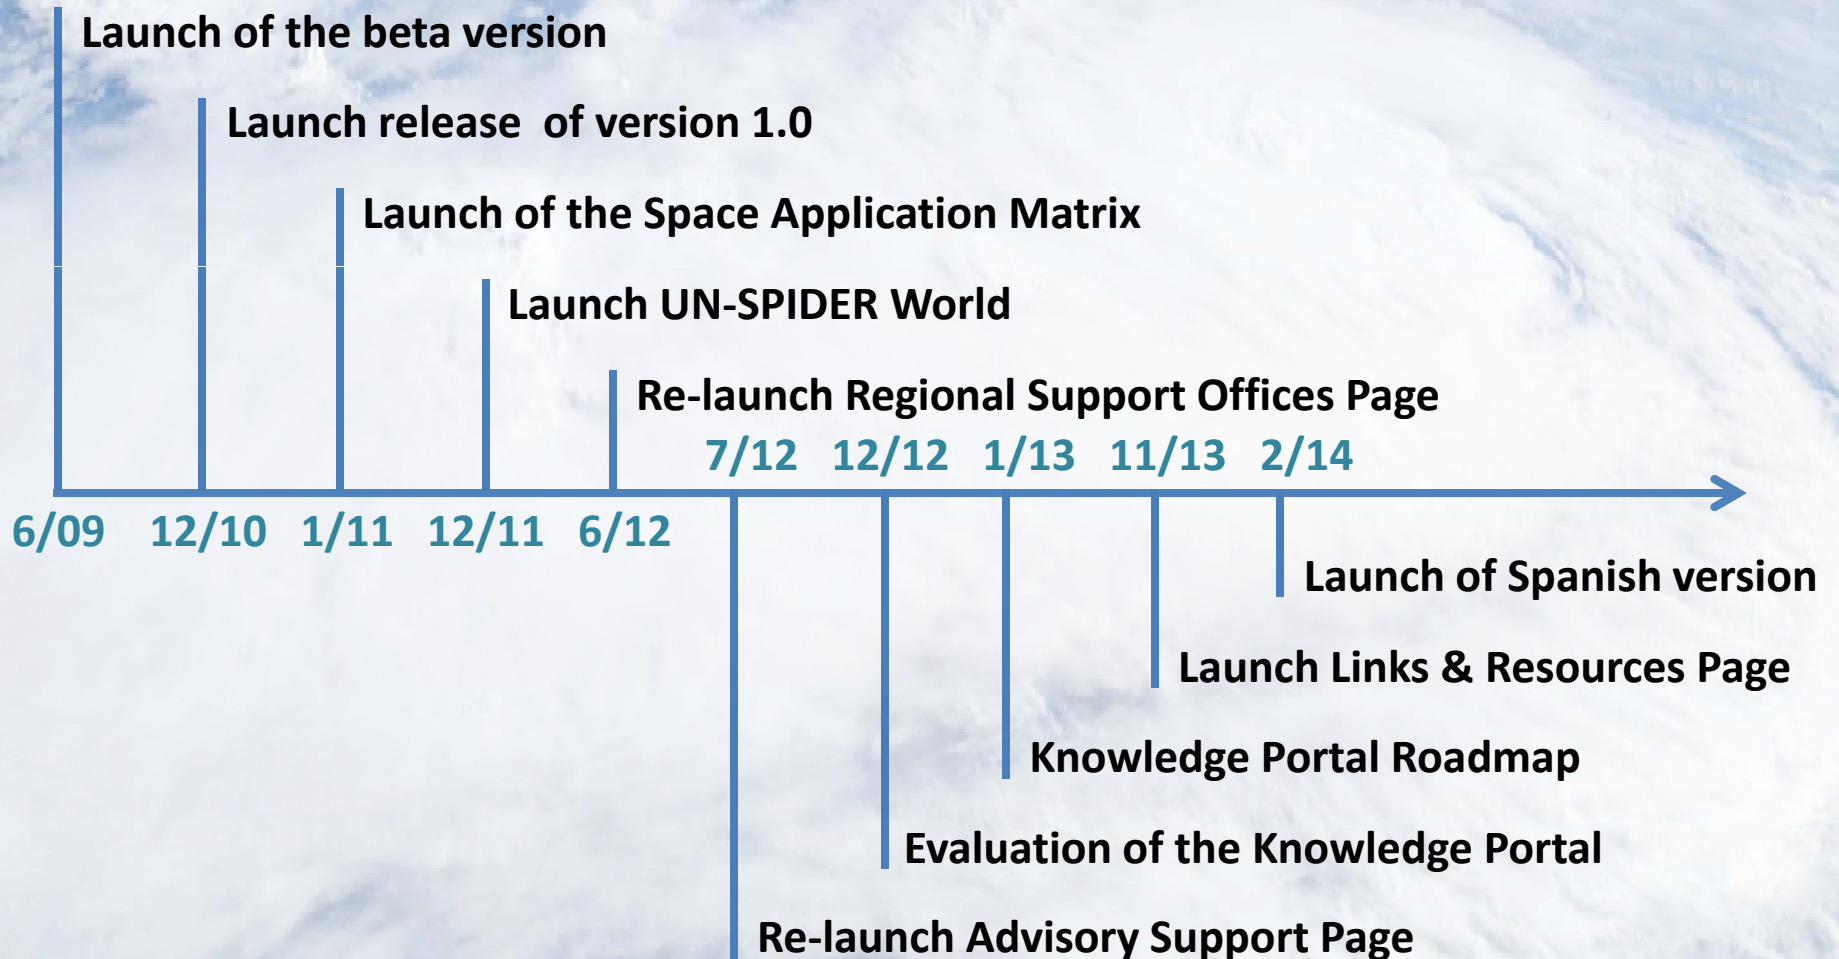 Launch of the beta version
Launch release of version 1.0
Launch of the Space Application Matrix
Launch UN-SPIDER World
Re-launch Regional Support Offices Page
7/12 12/12 1/13 11/13 2/14
6/09 12/10 1/11 12/11 6/12
Launch of Spanish version
Launch Links & Resources Page
Knowledge Portal Roadmap
Evaluation of the Knowledge Portal
Re-launch Advisory Support Page